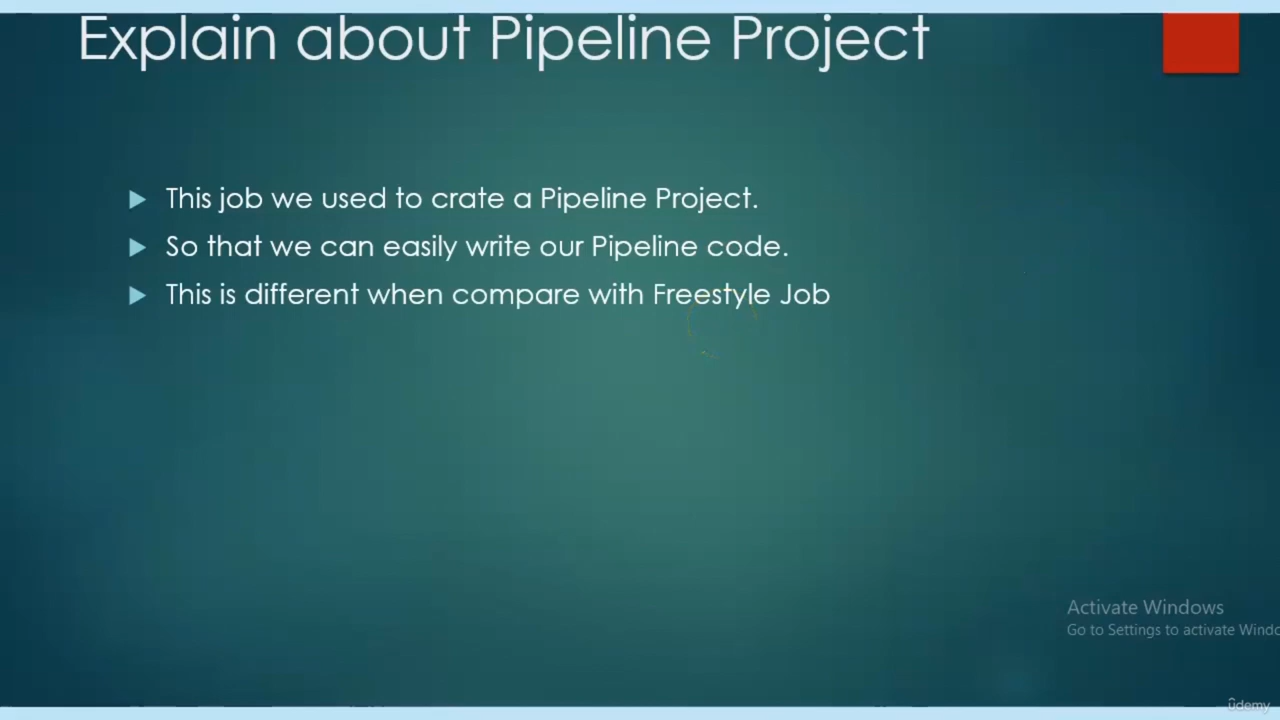 Explain about Pipeline Project
This job we used to crate a Pipeline Project.
So that we can easily write our Pipeline code.
This is different when compare with Freestyle Job
Activate Windows
Go to Settings to activate Windo
ûdemy